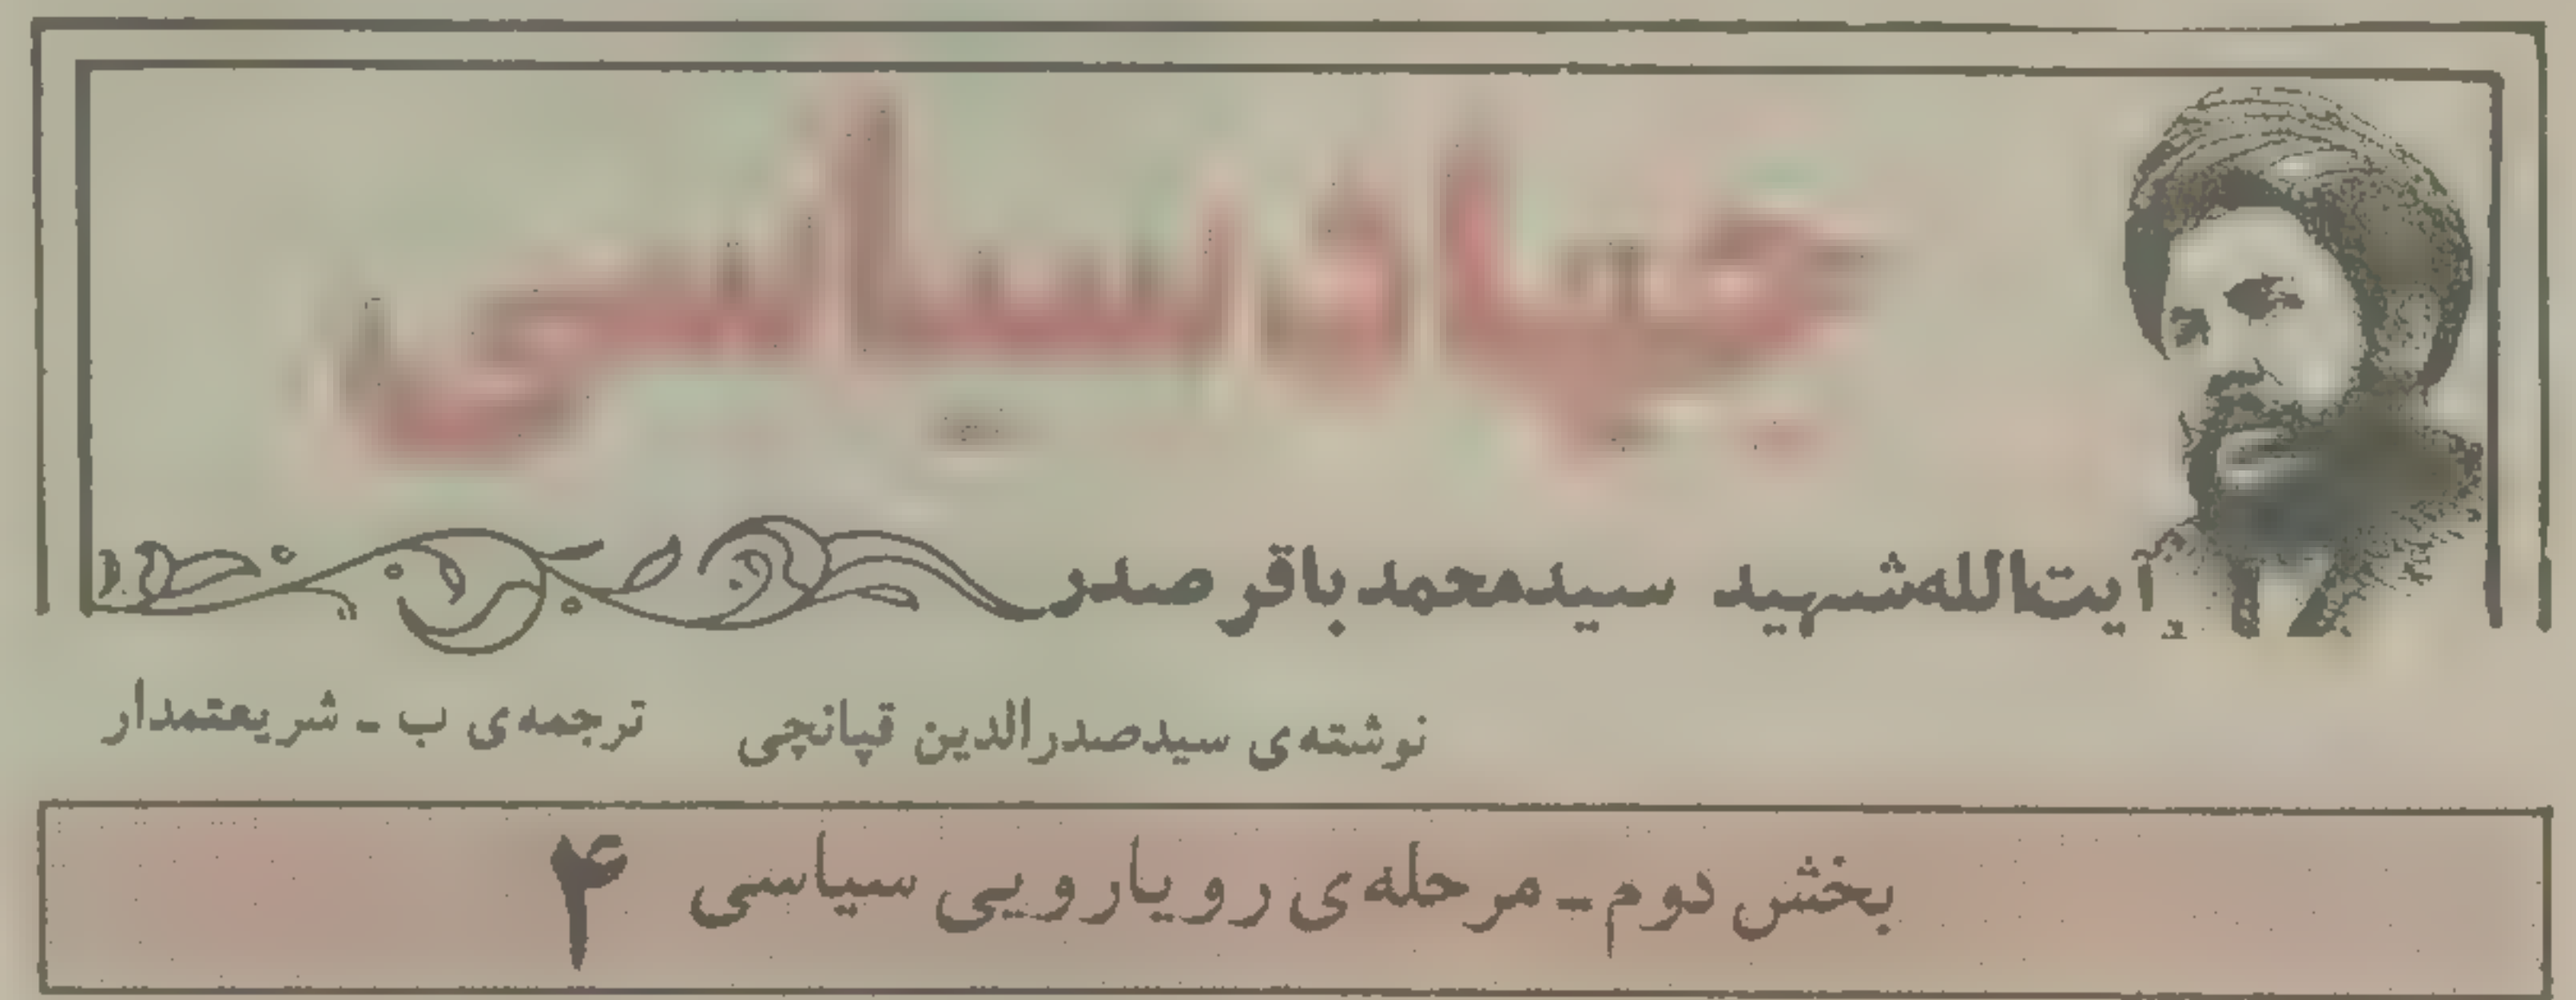 جهاد سیاسی
آیت‌الله شهید سیدمحمدباقر صدر
نوشته‌ی سیدصدرالدین قپانچی ترجمه‌ی ب ـ شریعتمدار
بخش دوم ـ مرحله‌ی رویارویی سیاسی ۴